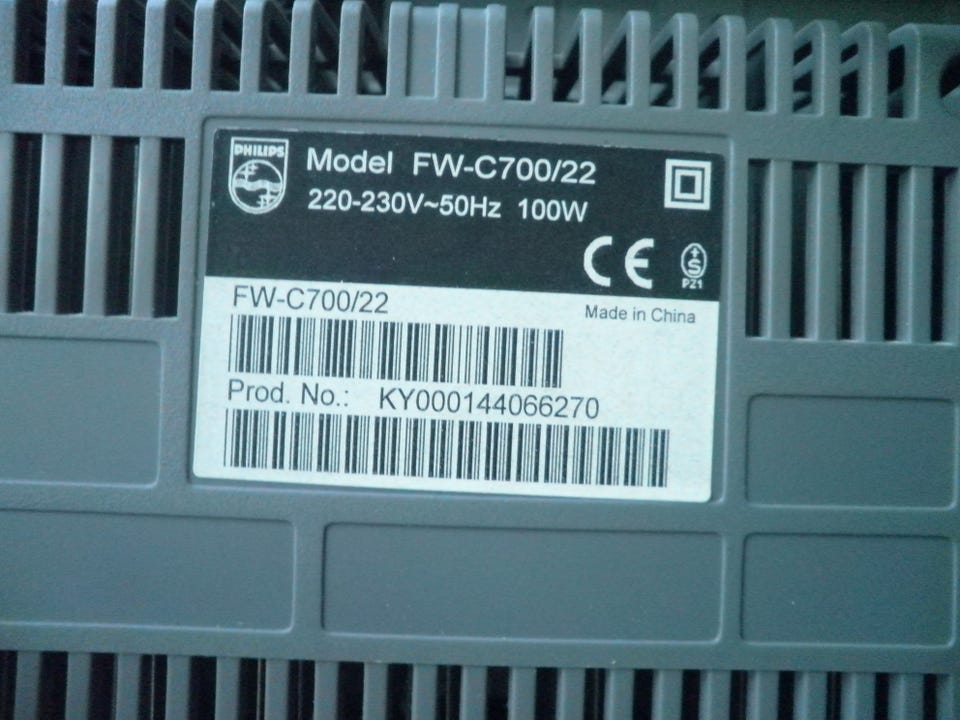 PHILIPS
Model FW-C700/22
220-230V~50Hz 100W
CE
S
PZ1
FW-C700/22
Made in China
Prod. No.: KY000144066270